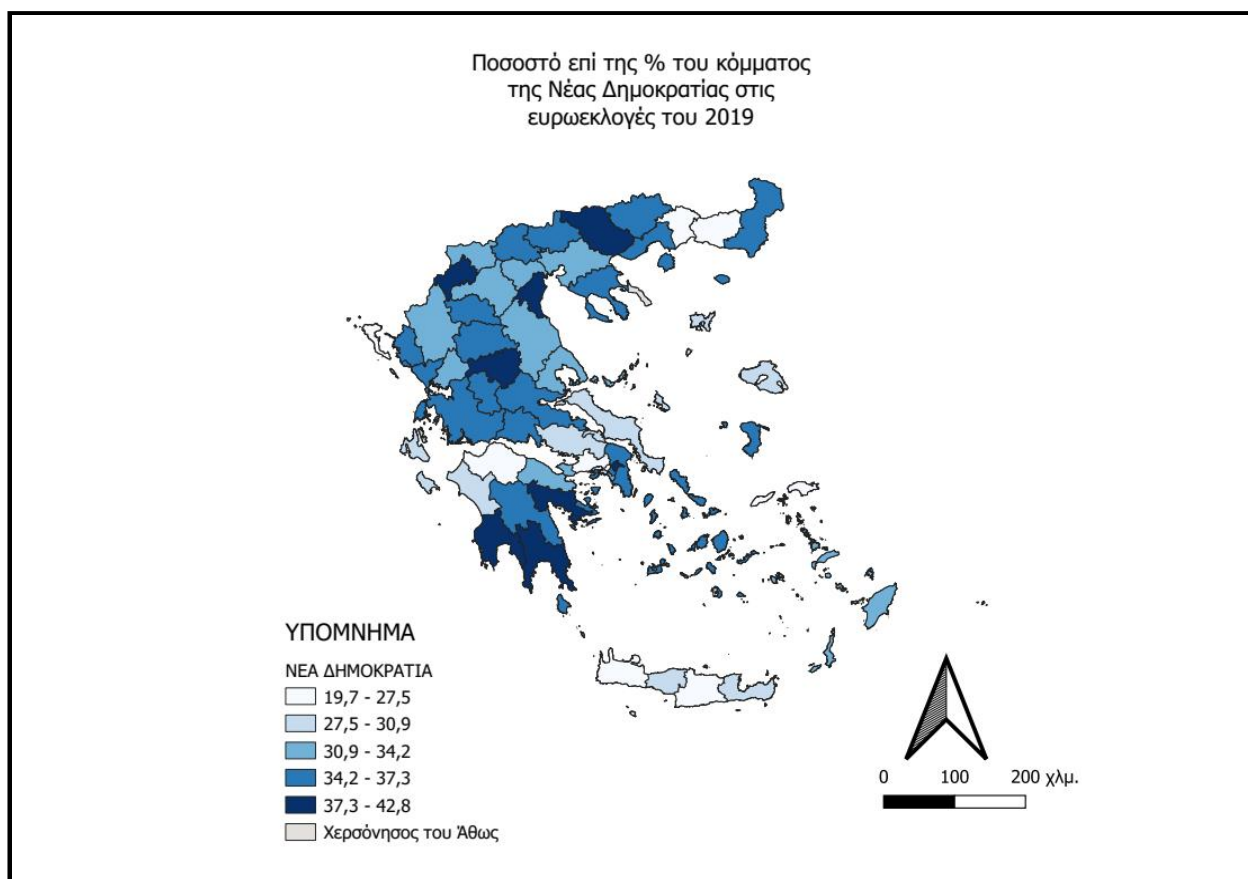 Ποσοστό επί της % του κόμματος
της Νέας Δημοκρατίας στις
ευρωεκλογές του 2019
ΥΠΟΜΝΗΜΑ
ΝΕΑ ΔΗΜΟΚΡΑΤΙΑ
19,7 - 27,5
27,5 - 30,9
30,9 - 34,2
34,2 - 37,3
37,3 - 42,8
Χερσόνησος του Άθως
0 100 200 χλμ.